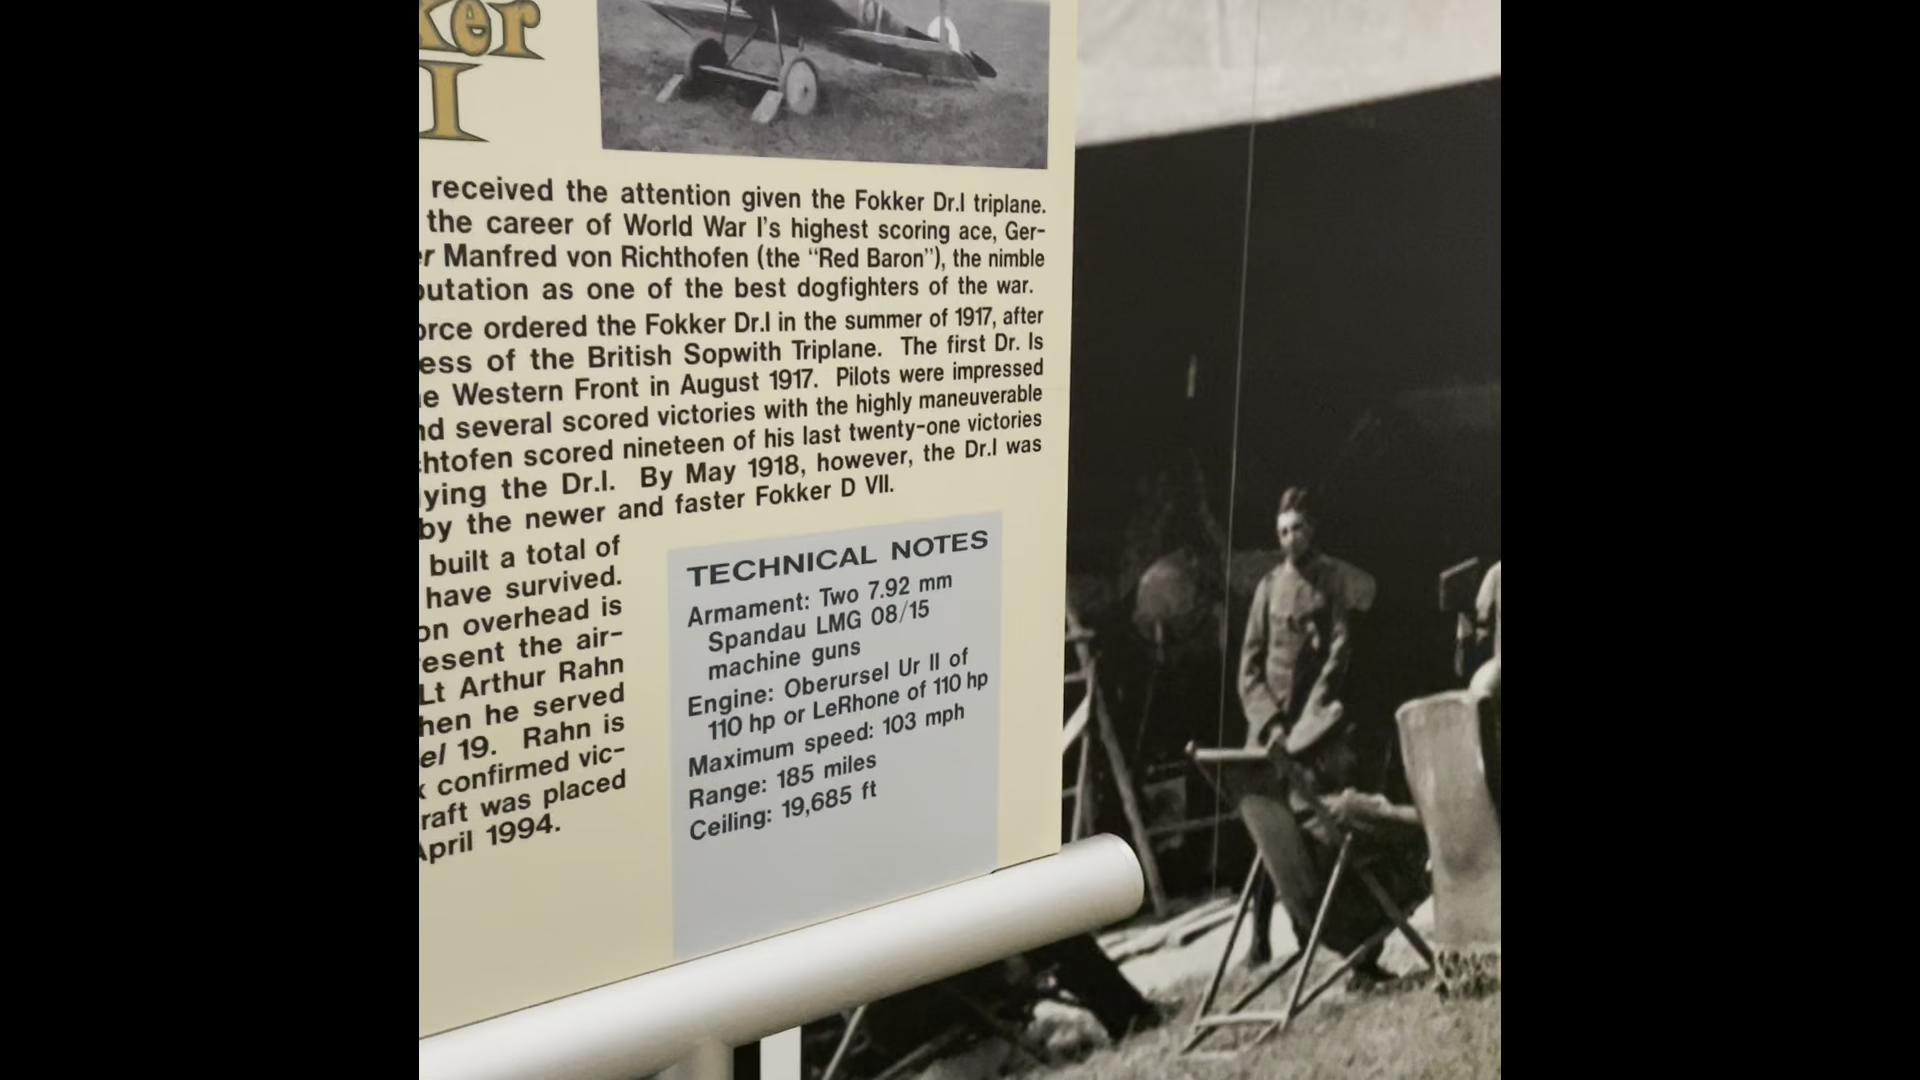 ker
I
received the attention given the Fokker Dr.I triplane.
the career of World War I's highest scoring ace, Ger-
r Manfred von Richthofen (the "Red Baron"), the nimble
putation as one of the best dogfighters of the war.
orce ordered the Fokker Dr.I in the summer of 1917, after
ess of the British Sopwith Triplane. The first Dr. Is
e Western Front in August 1917. Pilots were impressed
nd several scored victories with the highly maneuverable
chtofen scored nineteen of his last twenty-one victories
ying the Dr.I. By May 1918, however, the Dr.I was
by the newer and faster Fokker D VII.
built a total of
have survived.
on overhead is
esent the air-
Lt Arthur Rahn
hen he served
el 19. Rahn is
x confirmed vic-
raft was placed
April 1994.
TECHNICAL NOTES
Armament: Two 7.92 mm
Spandau LMG 08/15
machine guns
Engine: Oberursel Ur II of
110 hp or LeRhone of 110 hp
Maximum speed: 103 mph
Range: 185 miles
Ceiling: 19,685 ft